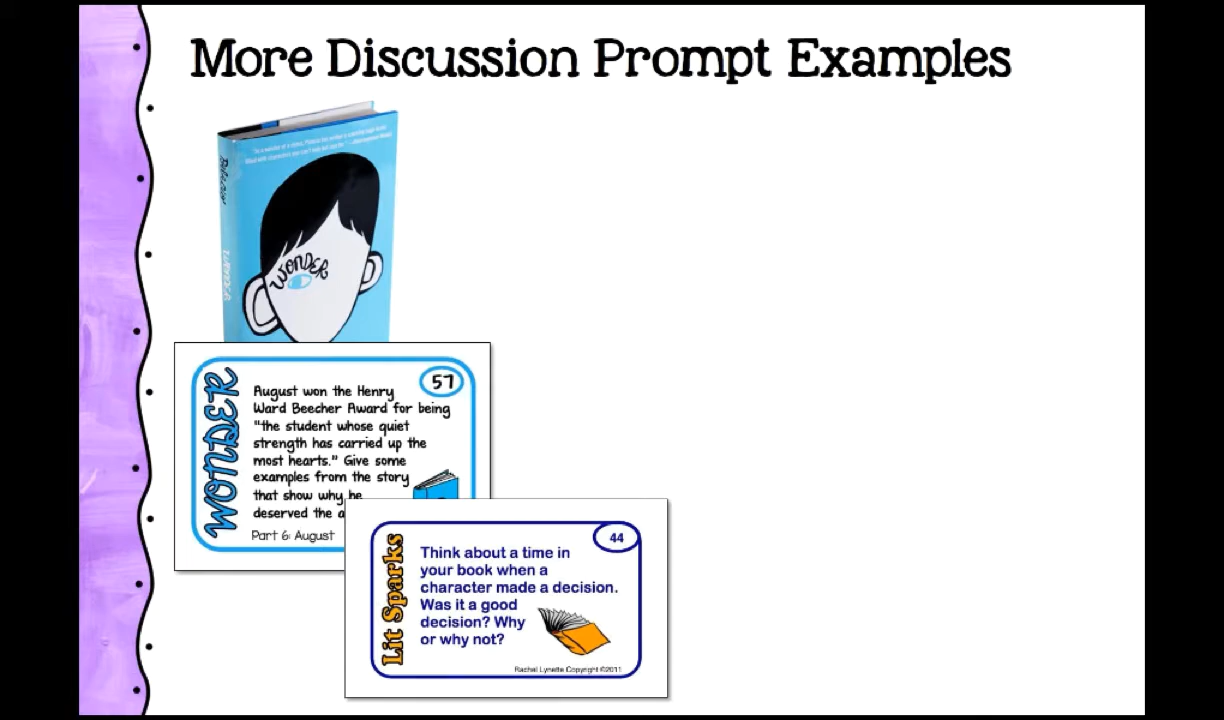 More Discussion Prompt Examples
WONDER
WONDER
WONDER
57
August won the Henry
Ward Beecher Award for being
"the student whose quiet
strength has carried up the
most hearts." Give some
examples from the story
that show why he
deserved the a
Part 6: August
Lit Sparks
44
Think about a time in
your book when a
character made a decision.
Was it a good
decision? Why
or why not?
Rachel Lynette Copyright ©2011